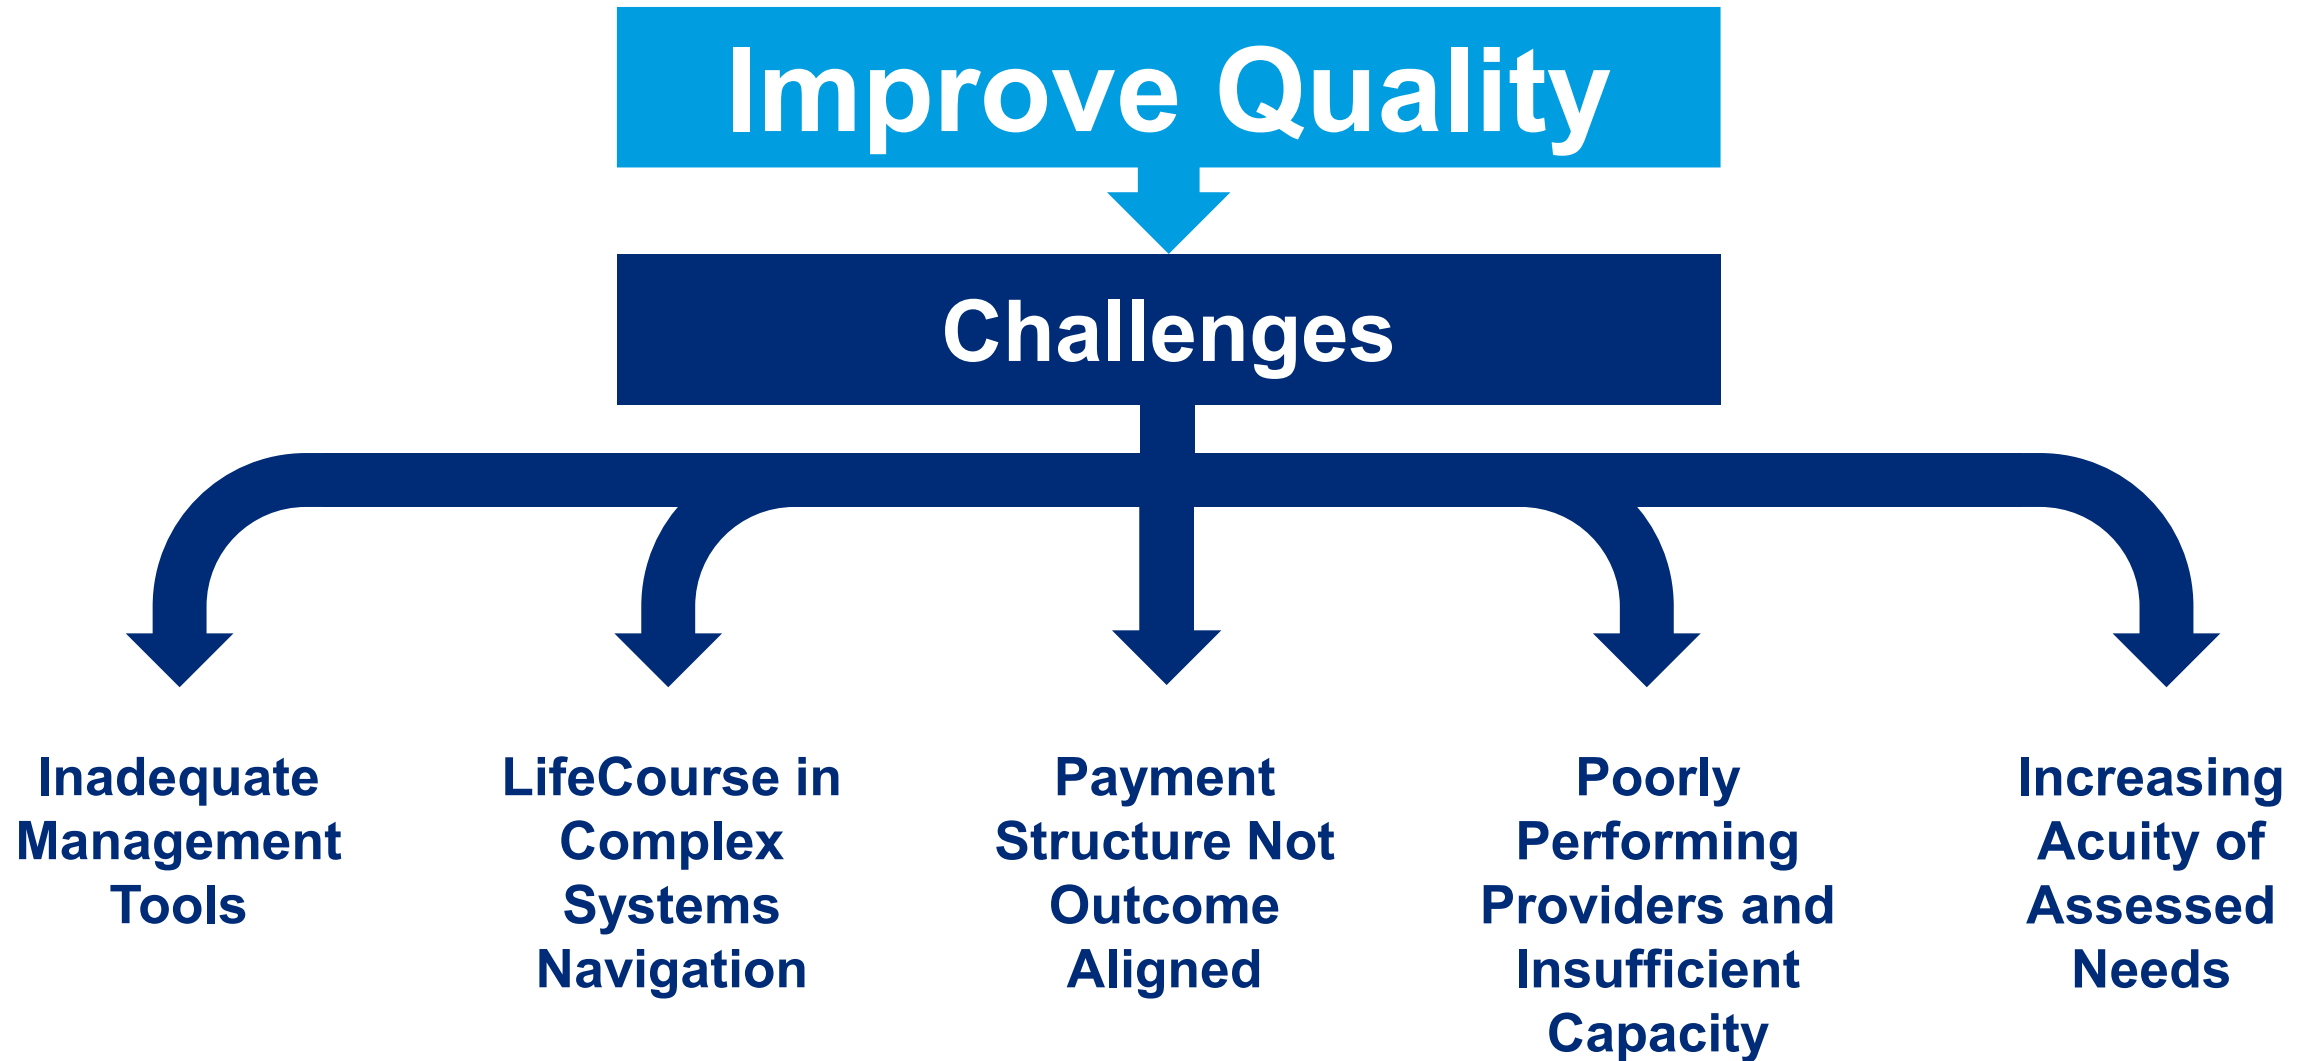 Improve Quality
Challenges
Inadequate
Management
Tools
LifeCourse in
Complex
Systems
Navigation
Payment
Structure Not
Outcome
Aligned
Poorly
Performing
Providers and
Insufficient
Capacity
Increasing
Acuity of
Assessed
Needs